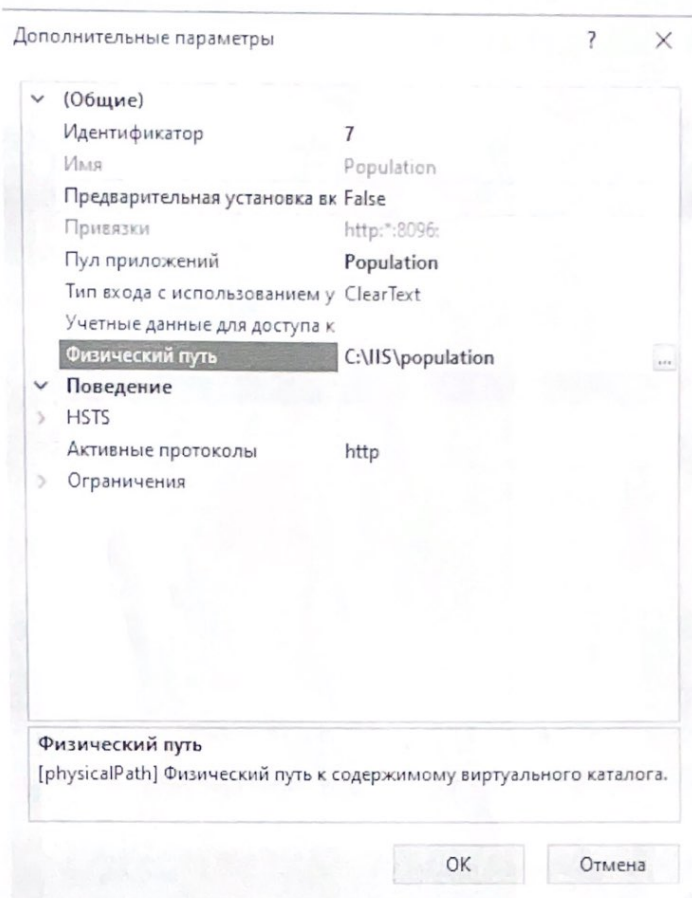 Дополнительные параметры ? ×
(Общие)
Идентификатор 7
Имя Population
Предварительная установка вк False
Привязки http:*:8096:
Пул приложений Population
Тип входа с использованием у ClearText
Учетные данные для доступа к
Физический путь C:\IIS\population ...
Поведение
HSTS
Активные протоколы http
Ограничения
Физический путь
[physicalPath] Физический путь к содержимому виртуального каталога.
OK Отмена